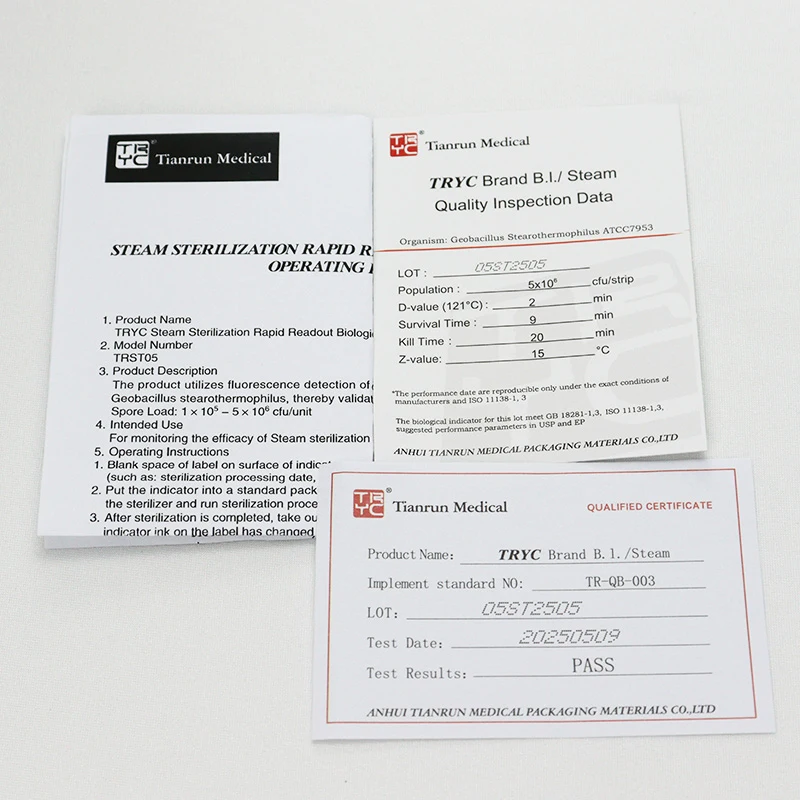 TRYC® Tianrun Medical
STEAM STERILIZATION RAPID
OPERATING
1. Product Name
TRYC Steam Sterilization Rapid Readout
2. Model Number
TRST05
3. Product Description
The product utilizes fluorescence detection of
Geobacillus stearothermophilus, thereby
Spore Load: 1 × 10⁵ – 5 × 10⁶ cfu/unit
4. Intended Use
For monitoring the efficacy of Steam sterilization
5. Operating Instructions
1. Blank space of label on surface of
(such as: sterilization processing date,
2. Put the indicator into a standard pack
the sterilizer and run sterilization
3. After sterilization is completed, take
indicator ink on the label has changed
TRYC® Tianrun Medical
TRYC Brand B.I./ Steam
Quality Inspection Data
Organism: Geobacillus Stearothermophilus ATCC7953
LOT : 05ST2505
Population : 5x10⁶ cfu/strip
D-value (121°C) : 2 min
Survival Time : 9 min
Kill Time : 20 min
Z-value: 15 °C
*The performance date are reproducible only under the exact conditions of
manufacturers and ISO 11138-1, 3
The biological indicator for this lot meet GB 18281-1,3, ISO 11138-1,3,
suggested performance parameters in USP and EP
ANHUI TIANRUN MEDICAL PACKAGING MATERIALS CO.,LTD
TRYC® Tianrun Medical
QUALIFIED CERTIFICATE
Product Name: TRYC Brand B.I./Steam
Implement standard NO: TR-QB-003
LOT: 05ST2505
Test Date: 20250509
Test Results: PASS
ANHUI TIANRUN MEDICAL PACKAGING MATERIALS CO.,LTD